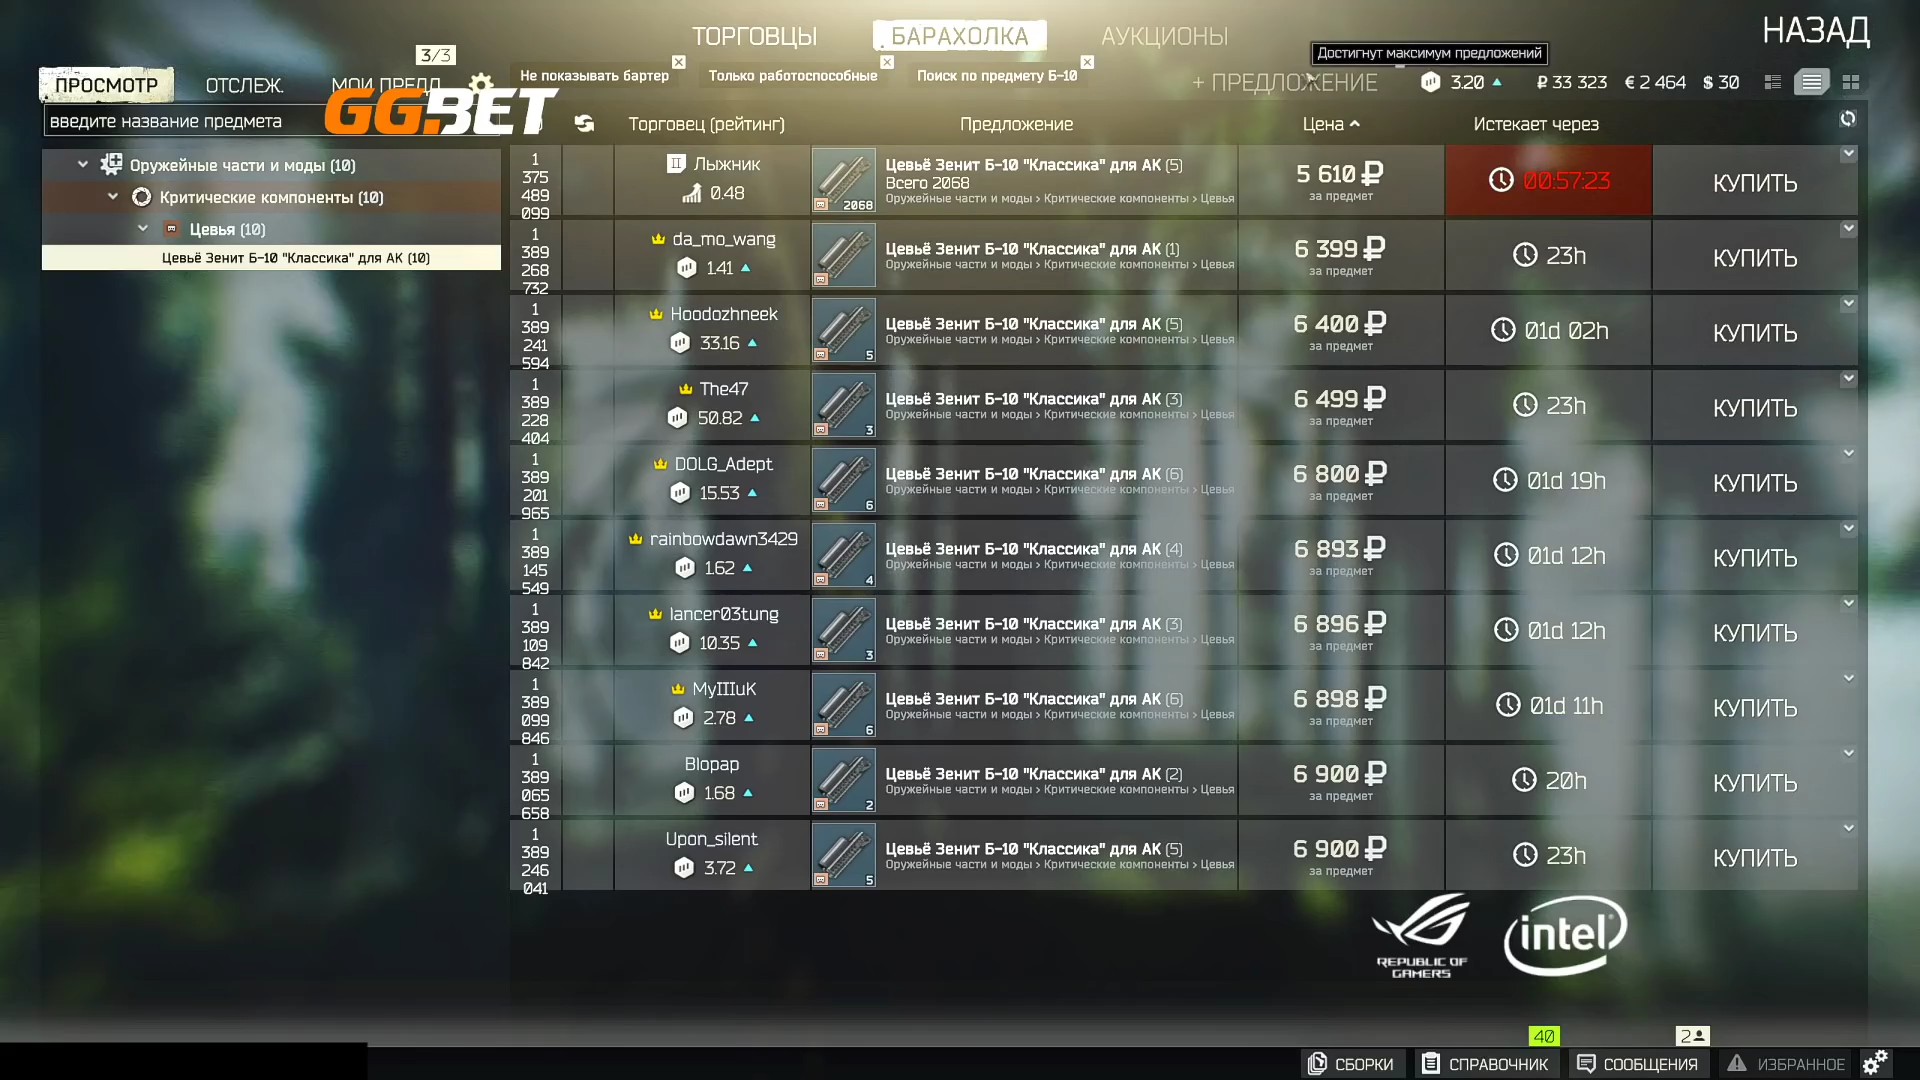 ТОРГОВЦЫ
БАРАХОЛКА
АУКЦИОНЫ
НАЗАД
Достигнут максимум предложений
3/3
ПРОСМОТР
ОТСЛЕЖ.
МОИ ПРЕДЛ.
Не показывать бартер
Только работоспособные
Поиск по предмету Б-10
+ ПРЕДЛОЖЕНИЕ
3.20
₽ 33 323
€ 2 464
$ 30
GG.BET
введите название предмета
Торговец (рейтинг)
Предложение
Цена
Истекает через
Оружейные части и моды (10)
Критические компоненты (10)
Цевья (10)
Цевьё Зенит Б-10 "Классика" для АК (10)
1 375 489 099
Лыжник
0.48
2068
Цевьё Зенит Б-10 "Классика" для АК (5)
Всего 2068
Оружейные части и моды > Критические компоненты > Цевья
5 610 ₽
за предмет
00:57:23
КУПИТЬ
1 389 268 732
da_mo_wang
1.41
Цевьё Зенит Б-10 "Классика" для АК (1)
Оружейные части и моды > Критические компоненты > Цевья
6 399 ₽
за предмет
23h
КУПИТЬ
1 389 241 594
Hoodozhneek
33.16
5
Цевьё Зенит Б-10 "Классика" для АК (5)
Оружейные части и моды > Критические компоненты > Цевья
6 400 ₽
за предмет
01d 02h
КУПИТЬ
1 389 228 404
The47
50.82
3
Цевьё Зенит Б-10 "Классика" для АК (3)
Оружейные части и моды > Критические компоненты > Цевья
6 499 ₽
за предмет
23h
КУПИТЬ
1 389 201 965
DOLG_Adept
15.53
6
Цевьё Зенит Б-10 "Классика" для АК (6)
Оружейные части и моды > Критические компоненты > Цевья
6 800 ₽
за предмет
01d 19h
КУПИТЬ
1 389 145 549
rainbowdawn3429
1.62
4
Цевьё Зенит Б-10 "Классика" для АК (4)
Оружейные части и моды > Критические компоненты > Цевья
6 893 ₽
за предмет
01d 12h
КУПИТЬ
1 389 109 842
lancer03tung
10.35
3
Цевьё Зенит Б-10 "Классика" для АК (3)
Оружейные части и моды > Критические компоненты > Цевья
6 896 ₽
за предмет
01d 12h
КУПИТЬ
1 389 099 846
MyIIIuK
2.78
6
Цевьё Зенит Б-10 "Классика" для АК (6)
Оружейные части и моды > Критические компоненты > Цевья
6 898 ₽
за предмет
01d 11h
КУПИТЬ
1 389 065 658
Blopap
1.68
2
Цевьё Зенит Б-10 "Классика" для АК (2)
Оружейные части и моды > Критические компоненты > Цевья
6 900 ₽
за предмет
20h
КУПИТЬ
1 389 246 041
Upon_silent
3.72
5
Цевьё Зенит Б-10 "Классика" для АК (5)
Оружейные части и моды > Критические компоненты > Цевья
6 900 ₽
за предмет
23h
КУПИТЬ
REPUBLIC OF
GAMERS
intel
40
2
СБОРКИ
СПРАВОЧНИК
СООБЩЕНИЯ
ИЗБРАННОЕ